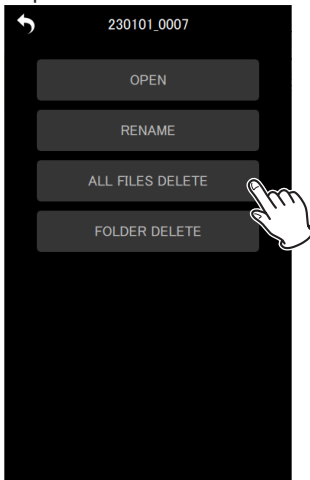 230101_0007
OPEN
RENAME
ALL FILES DELETE
FOLDER DELETE